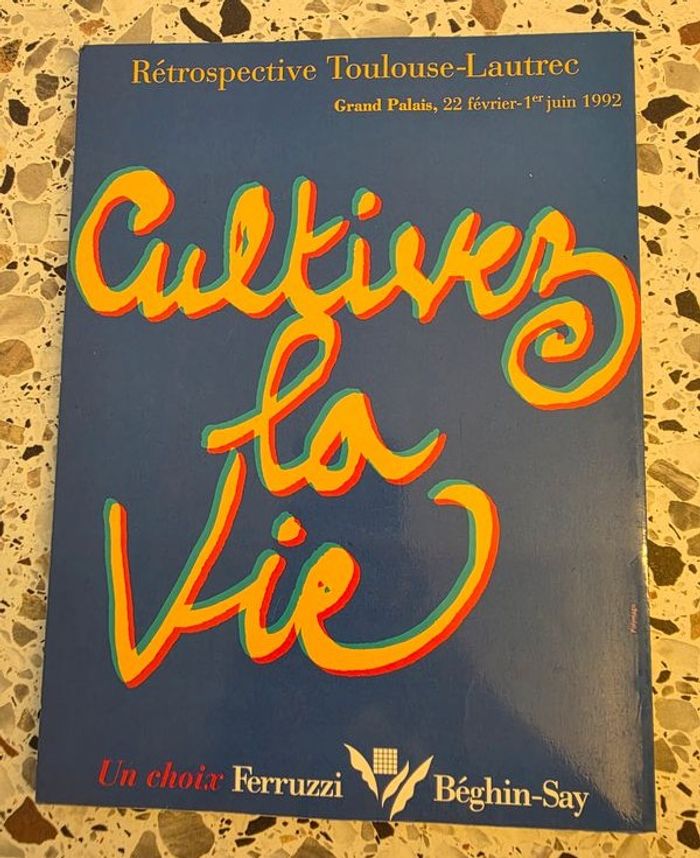 Rétrospective Toulouse-Lautrec
Grand Palais, 22 février-1er juin 1992
Cultivez
la
Vie
Un choix Ferruzzi Béghin-Say